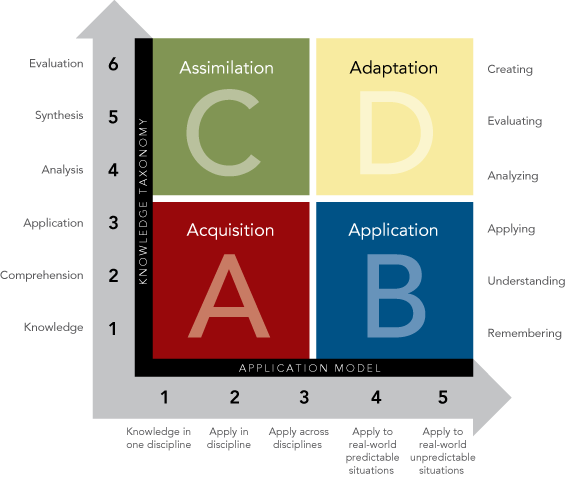 Evaluation 6 Assimilation Adaptation Creating
C D
Synthesis 5 Evaluating
Analysis 4 Analyzing
KNOWLEDGE TAXONOMY
Application 3 Acquisition Application Applying
A B
Comprehension 2 Understanding
Knowledge 1 Remembering
APPLICATION MODEL
1 2 3 4 5
Knowledge in
one discipline
Apply in
discipline
Apply across
disciplines
Apply to
real-world
predictable
situations
Apply to
real-world
unpredictable
situations